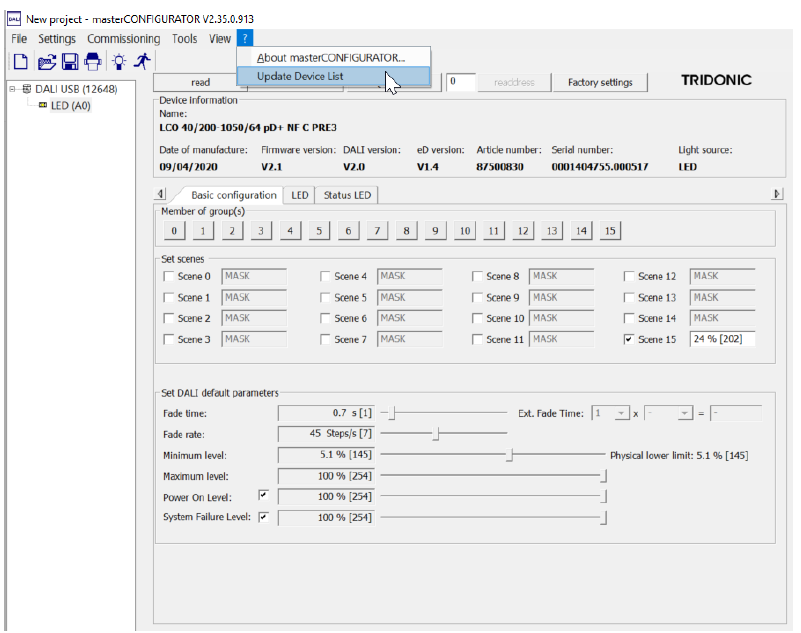 DALI New project - masterCONFIGURATOR V2.35.0.913
File Settings Commissioning Tools View ?
About masterCONFIGURATOR...
Update Device List
DALI USB (12648)
LED (A0)
read 0 readdress Factory settings TRIDONIC
Device Information
Name:
LCO 40/200-1050/64 pD+ NF C PRE3
Date of manufacture: Firmware version: DALI version: eD version: Article number: Serial number: Light source:
09/04/2020 V2.1 V2.0 V1.4 87500830 0001404755.000517 LED
Basic configuration LED Status LED
Member of group(s)
0 1 2 3 4 5 6 7 8 9 10 11 12 13 14 15
Set scenes
Scene 0 MASK Scene 4 MASK Scene 8 MASK Scene 12 MASK
Scene 1 MASK Scene 5 MASK Scene 9 MASK Scene 13 MASK
Scene 2 MASK Scene 6 MASK Scene 10 MASK Scene 14 MASK
Scene 3 MASK Scene 7 MASK Scene 11 MASK Scene 15 24 % [202]
Set DALI default parameters
Fade time: 0.7 s [1] Ext. Fade Time: 1 x - = -
Fade rate: 45 Steps/s [7]
Minimum level: 5.1 % [145] Physical lower limit: 5.1 % [145]
Maximum level: 100 % [254]
Power On Level: 100 % [254]
System Failure Level: 100 % [254]